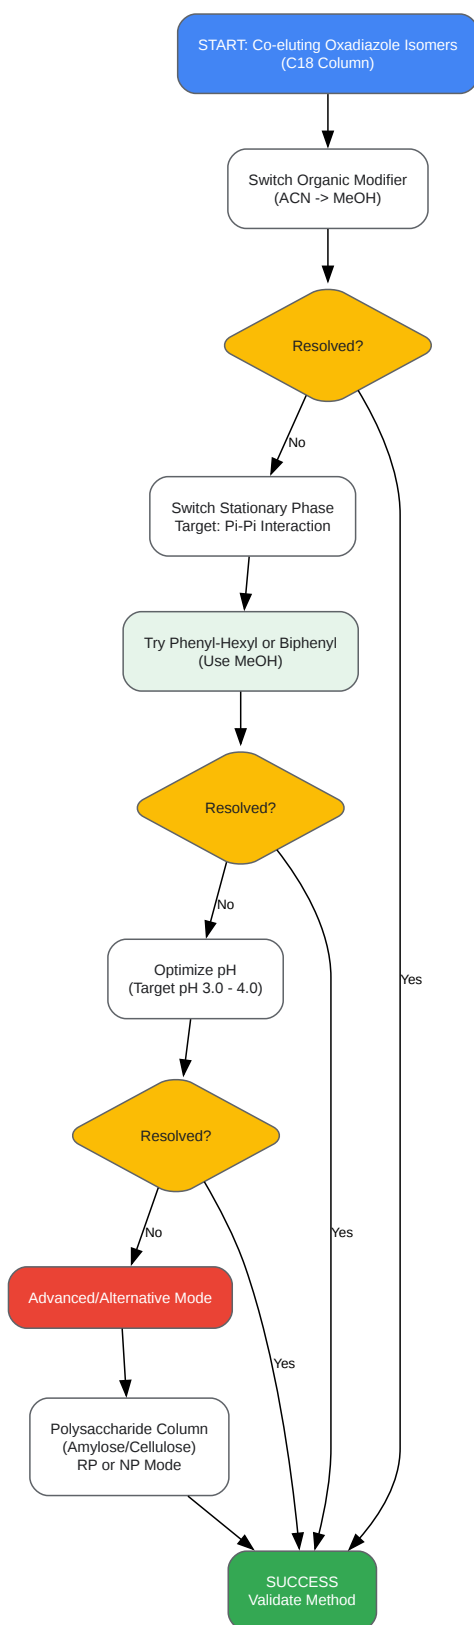 START: Co-eluting Oxadiazole Isomers
(C18 Column)
Switch Organic Modifier
(ACN -> MeOH)
Resolved?
No
Switch Stationary Phase
Target: Pi-Pi Interaction
Try Phenyl-Hexyl or Biphenyl
(Use MeOH)
Resolved?
No
Optimize pH
(Target pH 3.0 - 4.0)
Yes
Resolved?
No
Yes
Advanced/Alternative Mode
Yes
Polysaccharide Column
(Amylose/Cellulose)
RP or NP Mode
SUCCESS
Validate Method